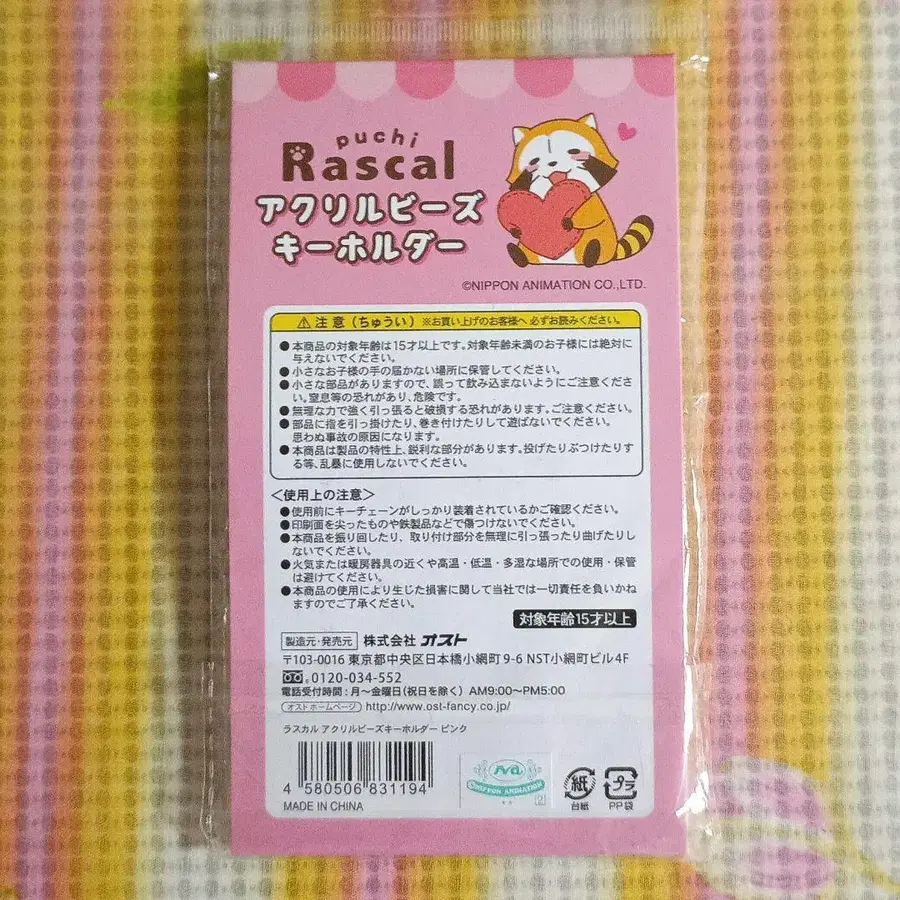 puchi
Rascal
アクリルビーズ
キーホルダー
©NIPPON ANIMATION CO.,LTD.
⚠注意(ちゅうい) ※お買い上げのお客様へ 必ずお読みください。
●本商品の対象年齢は15才以上です。対象年齢未満のお子様には絶対に
与えないでください。
●小さなお子様の手の届かない場所に保管してください。
●小さな部品がありますので、誤って飲み込まないようにご注意くださ
い。窒息等の恐れがあり、危険です。
●無理な力で強く引っ張ると破損する恐れがあります。ご注意ください。
●部品に指を引っ掛けたり、巻き付けたりして遊ばないでください。
思わぬ事故の原因になります。
●本商品は製品の特性上、鋭利な部分があります。投げたりぶつけたりす
る等、乱暴に使用しないでください。
<使用上の注意>
●使用前にキーチェーンがしっかり装着されているかご確認ください。
●印刷面を尖ったものや鉄製品などで傷つけないでください。
●本商品を振り回したり、取り付け部分を無理に引っ張ったり曲げたりし
ないでください。
●火気または暖房器具の近くや高温・低温・多湿な場所での使用・保管
は避けてください。
●本商品の使用により生じた損害に関して当社では一切責任を負いかね
ますのでご了承ください。
対象年齢15才以上
製造元・発売元 株式会社 オスト
〒103-0016 東京都中央区日本橋小網町9-6 NST小網町ビル4F
0120-034-552
電話受付時間:月〜金曜日(祝日を除く) AM9:00〜PM5:00
オスト ホームページ http://www.ost-fancy.co.jp/
ラスカル アクリルビーズキーホルダー ピンク
4 580506 831194
MADE IN CHINA
NIPPON ANIMATION
紙 プラ
台紙 PP袋